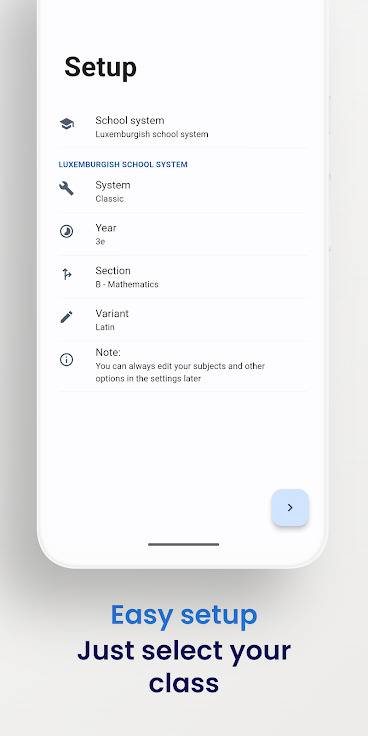 Setup
School system
Luxemburgish school system
LUXEMBURGISH SCHOOL SYSTEM
System
Classic
Year
3e
Section
B - Mathematics
Variant
Latin
Note:
You can always edit your subjects and other
options in the settings later
Easy setup
Just select your
class